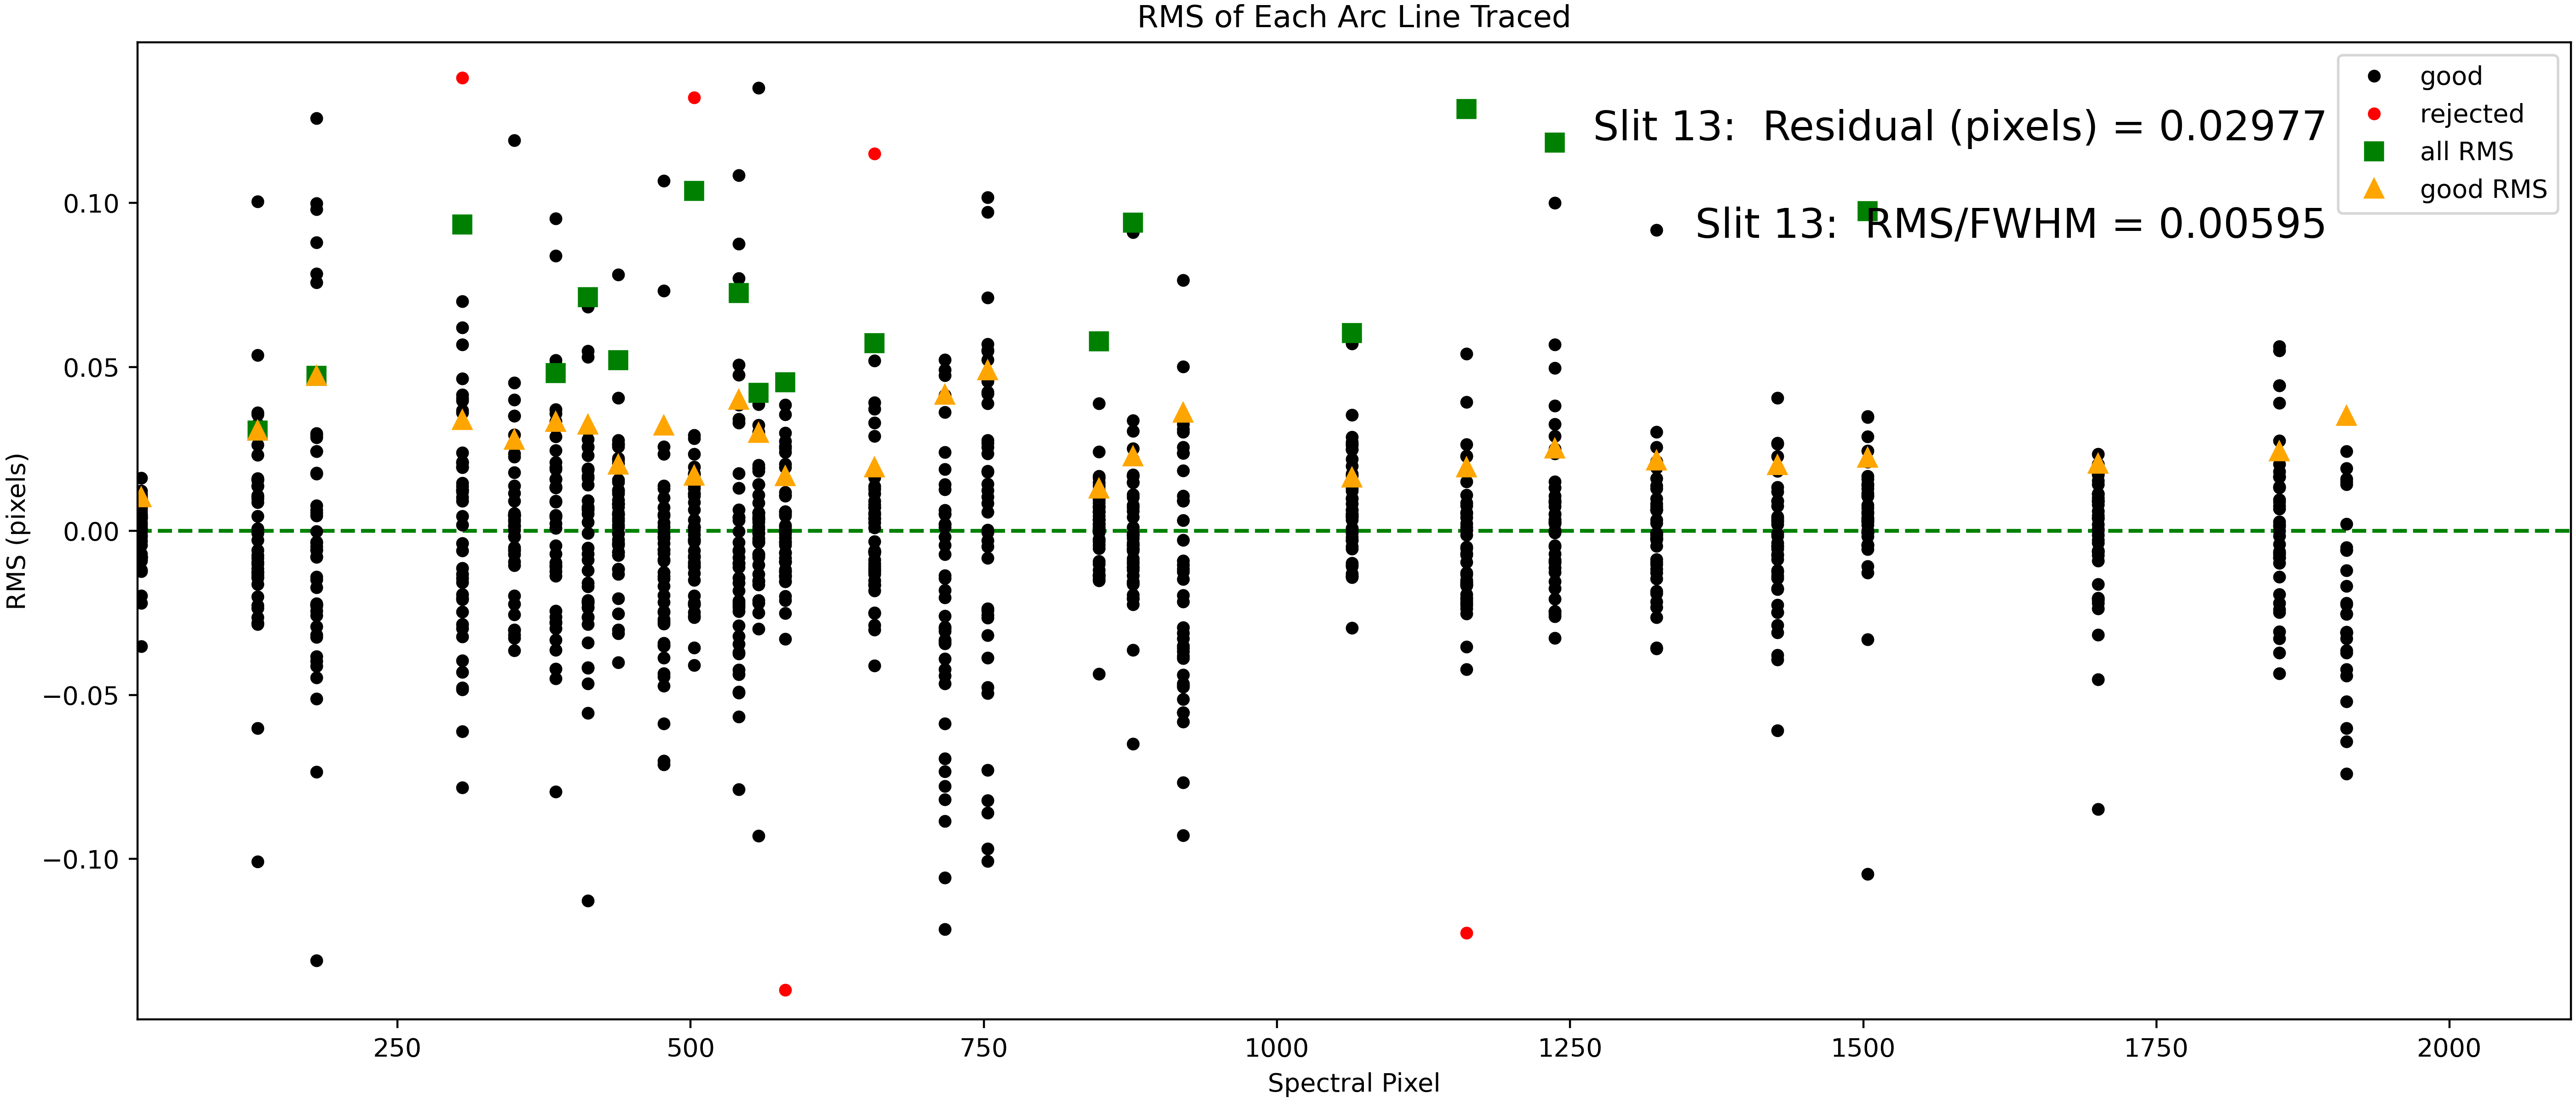 RMS of Each Arc Line Traced
good
rejected
all RMS
good RMS
Slit 13:  Residual (pixels) = 0.02977
Slit 13:  RMS/FWHM = 0.00595
RMS (pixels)
0.10
0.05
0.00
−0.05
−0.10
250 500 750 1000 1250 1500 1750 2000
Spectral Pixel